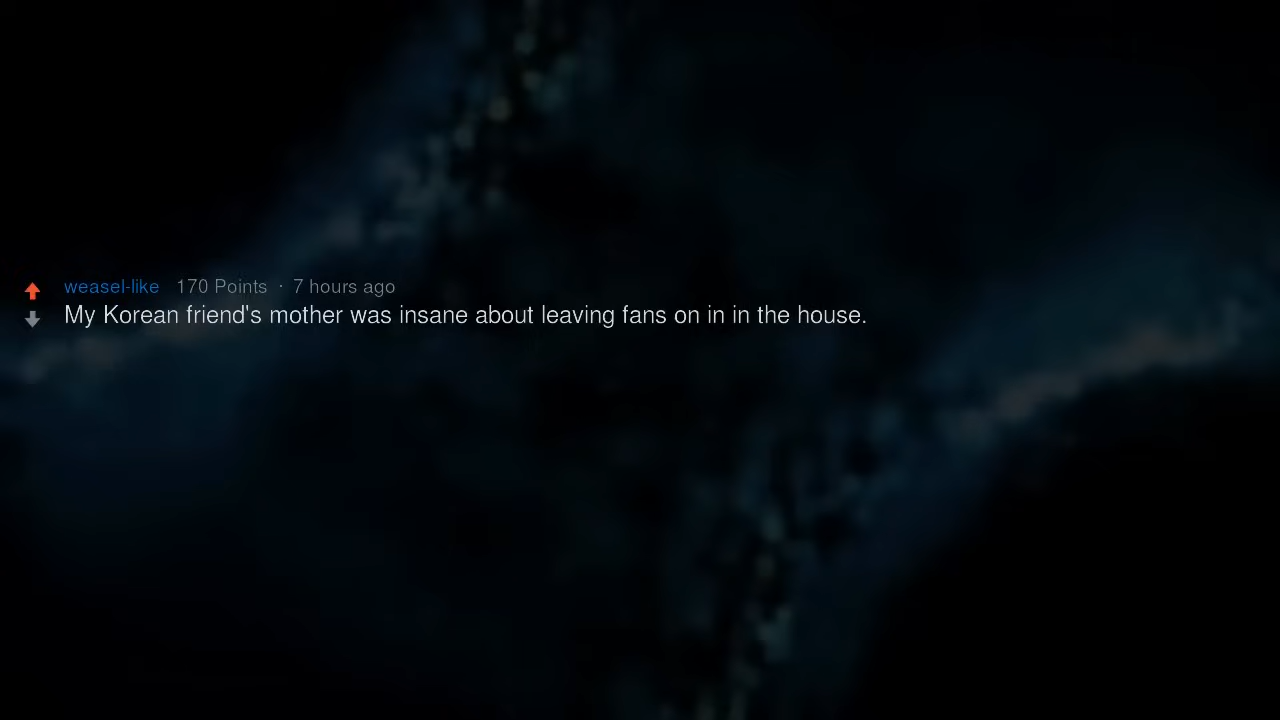 weasel-like 170 Points · 7 hours ago
My Korean friend's mother was insane about leaving fans on in in the house.